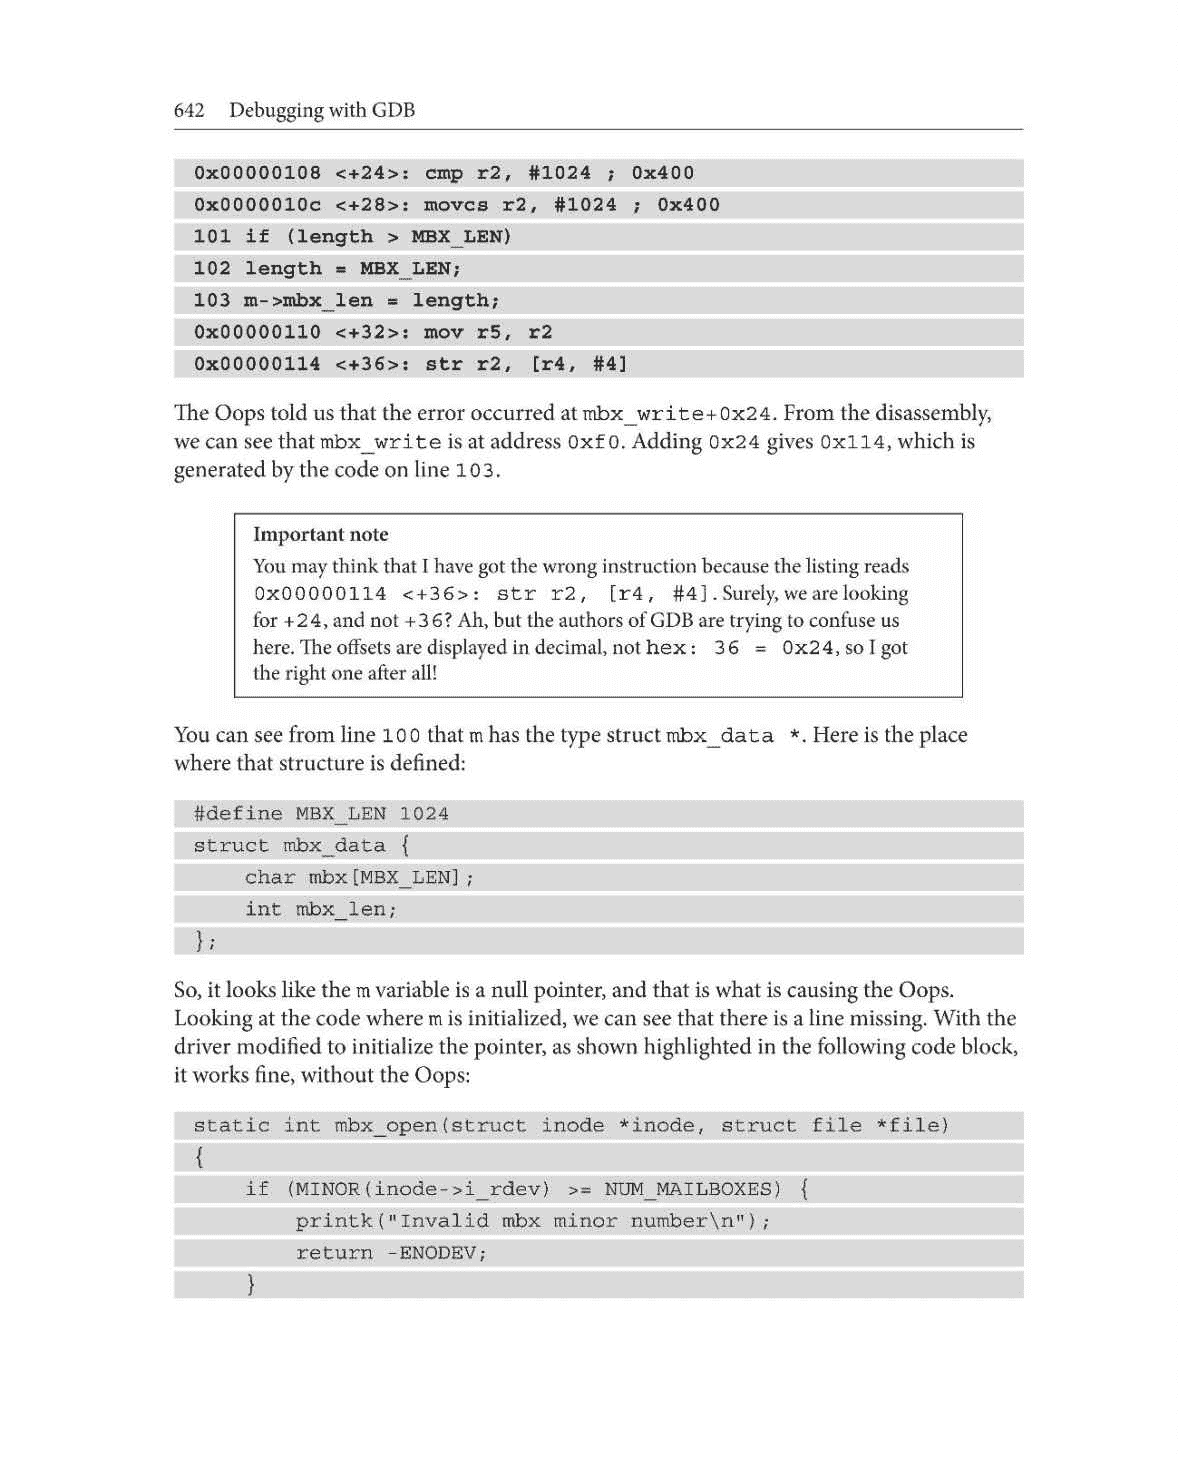 642 Debugging with GDB
0x00000108 <+24>: cmp r2, #1024 ; 0x400
0x0000010c <+28>: movcs r2, #1024 ; 0x400
101 if (length > MBX_LEN)
102 length = MBX_LEN;
103 m->mbx_len = length;
0x00000110 <+32>: mov r5, r2
0x00000114 <+36>: str r2, [r4, #4]
The Oops told us that the error occurred at mbx_write+0x24. From the disassembly,
we can see that mbx_write is at address 0xf0. Adding 0x24 gives 0x114, which is
generated by the code on line 103.
Important note
You may think that I have got the wrong instruction because the listing reads
0x00000114 <+36>: str r2, [r4, #4]. Surely, we are looking
for +24, and not +36? Ah, but the authors of GDB are trying to confuse us
here. The offsets are displayed in decimal, not hex: 36 = 0x24, so I got
the right one after all!
You can see from line 100 that m has the type struct mbx_data *. Here is the place
where that structure is defined:
#define MBX_LEN 1024
struct mbx_data {
    char mbx[MBX_LEN];
    int mbx_len;
};
So, it looks like the m variable is a null pointer, and that is what is causing the Oops.
Looking at the code where m is initialized, we can see that there is a line missing. With the
driver modified to initialize the pointer, as shown highlighted in the following code block,
it works fine, without the Oops:
static int mbx_open(struct inode *inode, struct file *file)
{
    if (MINOR(inode->i_rdev) >= NUM_MAILBOXES) {
        printk("Invalid mbx minor number\n");
        return -ENODEV;
    }